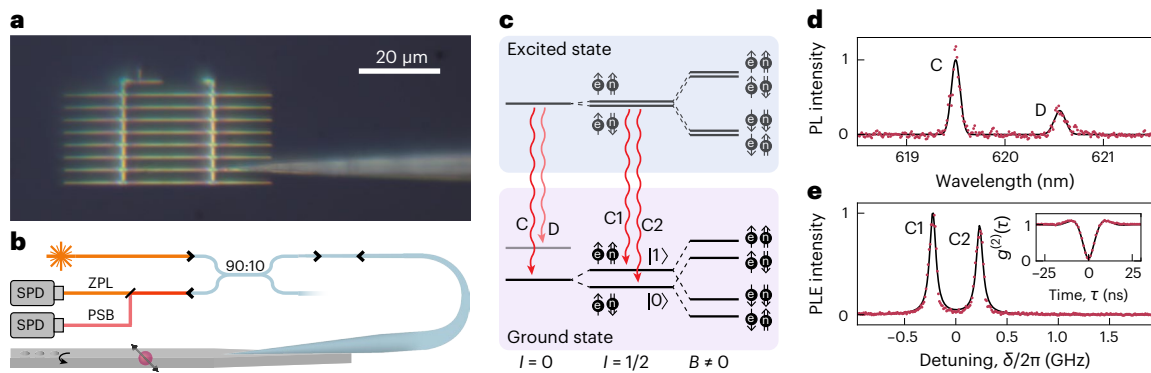 a
20 μm
b
90:10
SPD
ZPL
SPD
PSB
c
Excited state
e n
e n
e n
e n
e n
e n
C
D
C1
C2
e n
|1⟩
e n
|0⟩
e n
e n
e n
e n
Ground state
I = 0
I = 1/2
B ≠ 0
d
PL intensity
1
0
C
D
619
620
621
Wavelength (nm)
e
PLE intensity
1
0
C1
C2
g(2)(τ)
1
0
−25
0
30
Time, τ (ns)
−0.5
0
0.5
1.0
1.5
Detuning, δ/2π (GHz)